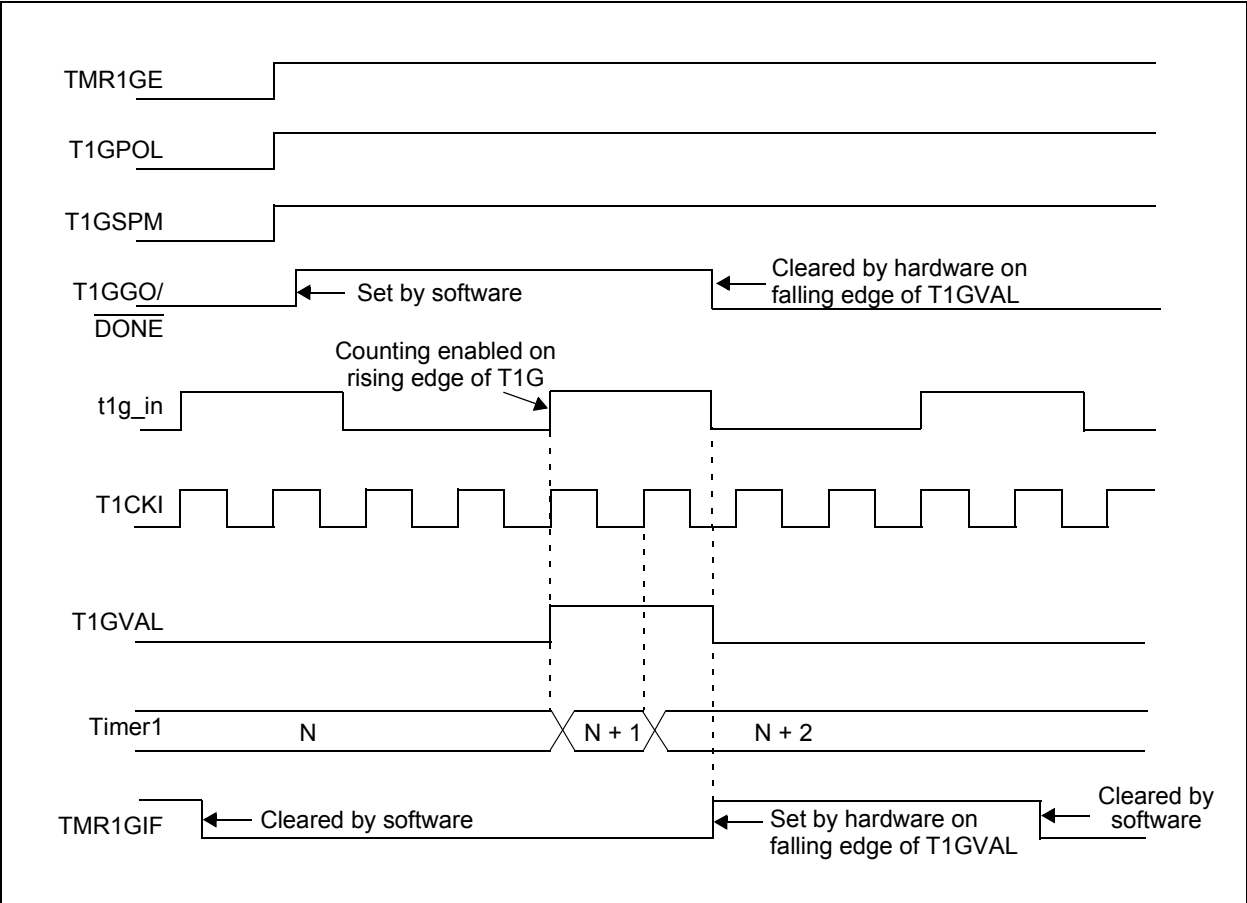 TMR1GE
T1GPOL
T1GSPM
T1GGO/
DONE
Set by software
Cleared by hardware on
falling edge of T1GVAL
Counting enabled on
rising edge of T1G
t1g_in
T1CKI
T1GVAL
Timer1
N
N + 1
N + 2
TMR1GIF
Cleared by software
Set by hardware on
falling edge of T1GVAL
Cleared by
software